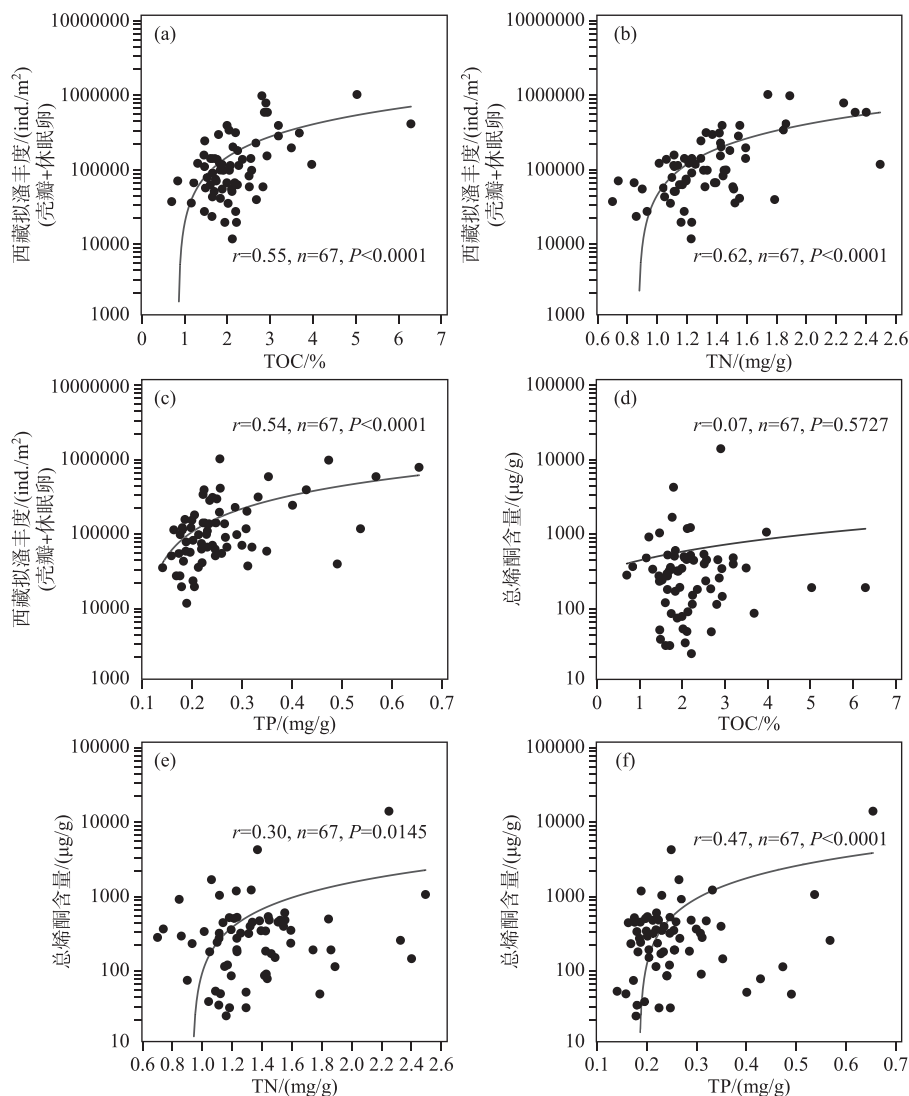 (a)
10000000
1000000
100000
10000
1000
西藏拟溞丰度/(ind./m²)
(壳瓣+休眠卵)
r=0.55, n=67, P<0.0001
0 1 2 3 4 5 6 7
TOC/%
(b)
10000000
1000000
100000
10000
1000
西藏拟溞丰度/(ind./m²)
(壳瓣+休眠卵)
r=0.62, n=67, P<0.0001
0.6 0.8 1.0 1.2 1.4 1.6 1.8 2.0 2.2 2.4 2.6
TN/(mg/g)
(c)
10000000
1000000
100000
10000
1000
西藏拟溞丰度/(ind./m²)
(壳瓣+休眠卵)
r=0.54, n=67, P<0.0001
0.1 0.2 0.3 0.4 0.5 0.6 0.7
TP/(mg/g)
(d)
100000
1000
1000
100
10
总烯酮含量/(μg/g)
r=0.07, n=67, P=0.5727
0 1 2 3 4 5 6 7
TOC/%
(e)
100000
10000
1000
100
10
总烯酮含量/(μg/g)
r=0.30, n=67, P=0.0145
0.6 0.8 1.0 1.2 1.4 1.6 1.8 2.0 2.2 2.4 2.6
TN/(mg/g)
(f)
100000
10000
1000
100
10
总烯酮含量/(μg/g)
r=0.47, n=67, P<0.0001
0.1 0.2 0.3 0.4 0.5 0.6 0.7
TP/(mg/g)